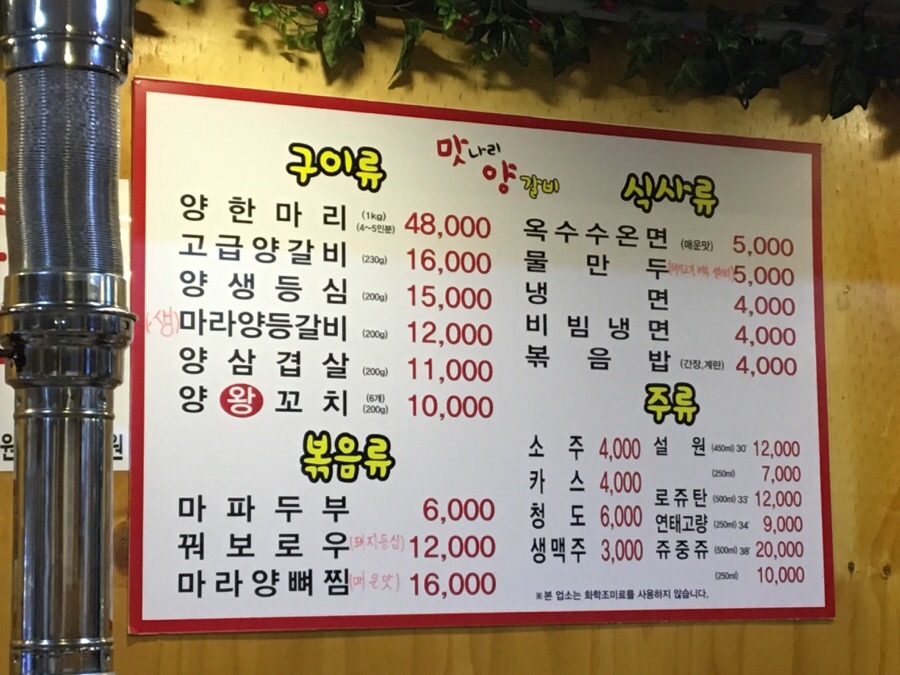 맛나리
양갈비
구이류
양한마리 (1kg) (4~5인분) 48,000
고급양갈비 (230g) 16,000
양생등심 (200g) 15,000
(생)마라양등갈비 (200g) 12,000
양삼겹살 (200g) 11,000
양왕꼬치 (6개) (200g) 10,000
볶음류
마파두부 6,000
꿔보로우(돼지등심) 12,000
마라양뼈찜(매운맛) 16,000
식사류
옥수수온면 (매운맛) 5,000
물만두 5,000
냉면 4,000
비빔냉면 4,000
볶음밥 (간장,계란) 4,000
주류
소주 4,000
카스 4,000
청도 6,000
생맥주 3,000
설원 (450ml) 30˚ 12,000
(250ml) 7,000
로쥬탄 (500ml) 33˚ 12,000
연태고량 (250ml) 34˚ 9,000
쥬중쥬 (500ml) 38˚ 20,000
(250ml) 10,000
※본 업소는 화학조미료를 사용하지 않습니다.
원
원